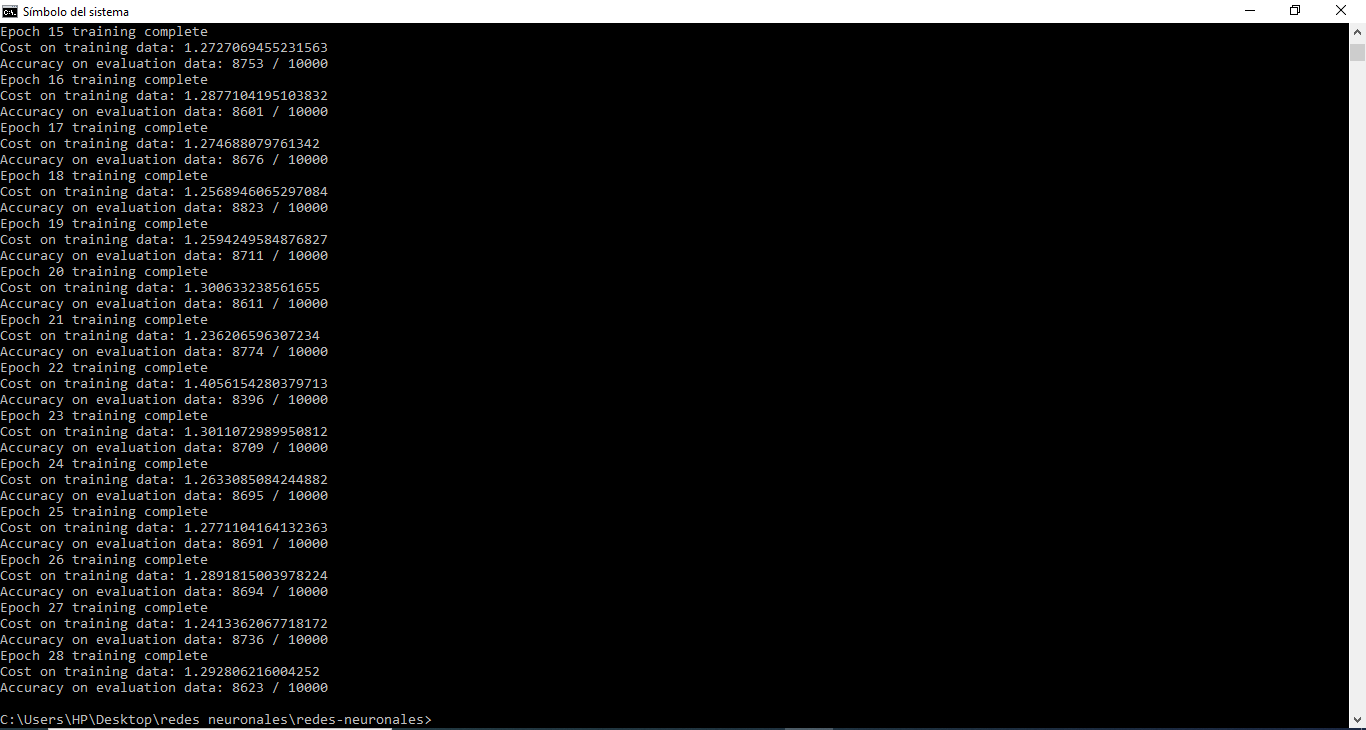 Símbolo del sistema
Epoch 15 training complete
Cost on training data: 1.2727069455231563
Accuracy on evaluation data: 8753 / 10000
Epoch 16 training complete
Cost on training data: 1.2877104195103832
Accuracy on evaluation data: 8601 / 10000
Epoch 17 training complete
Cost on training data: 1.274688079761342
Accuracy on evaluation data: 8676 / 10000
Epoch 18 training complete
Cost on training data: 1.2568946065297084
Accuracy on evaluation data: 8823 / 10000
Epoch 19 training complete
Cost on training data: 1.2594249584876827
Accuracy on evaluation data: 8711 / 10000
Epoch 20 training complete
Cost on training data: 1.300633238561655
Accuracy on evaluation data: 8611 / 10000
Epoch 21 training complete
Cost on training data: 1.236206596307234
Accuracy on evaluation data: 8774 / 10000
Epoch 22 training complete
Cost on training data: 1.4056154280379713
Accuracy on evaluation data: 8396 / 10000
Epoch 23 training complete
Cost on training data: 1.3011072989950812
Accuracy on evaluation data: 8709 / 10000
Epoch 24 training complete
Cost on training data: 1.2633085084244882
Accuracy on evaluation data: 8695 / 10000
Epoch 25 training complete
Cost on training data: 1.2771104164132363
Accuracy on evaluation data: 8691 / 10000
Epoch 26 training complete
Cost on training data: 1.2891815003978224
Accuracy on evaluation data: 8694 / 10000
Epoch 27 training complete
Cost on training data: 1.2413362067718172
Accuracy on evaluation data: 8736 / 10000
Epoch 28 training complete
Cost on training data: 1.292806216004252
Accuracy on evaluation data: 8623 / 10000
C:\Users\HP\Desktop\redes neuronales\redes-neuronales>